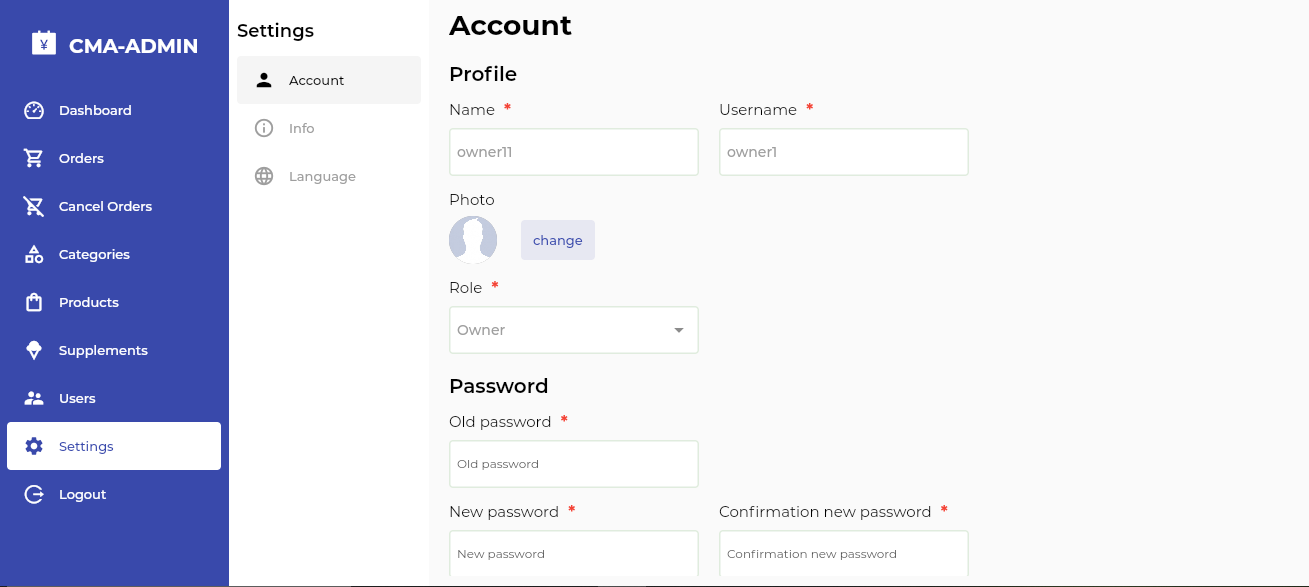 ¥ CMA-ADMIN
Dashboard
Orders
Cancel Orders
Categories
Products
Supplements
Users
Settings
Logout
Settings
Account
Info
Language
Account
Profile
Name * Username *
owner11 owner1
Photo
change
Role *
Owner
Password
Old password *
Old password
New password * Confirmation new password *
New password Confirmation new password